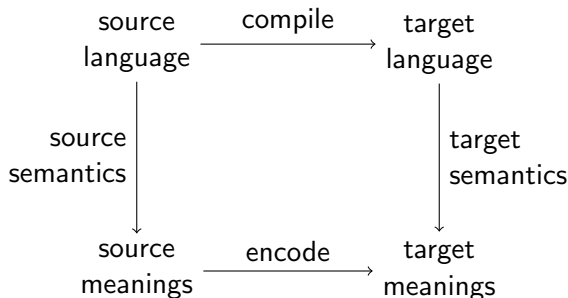 source
language
compile
target
language
source
semantics
target
semantics
source
meanings
encode
target
meanings